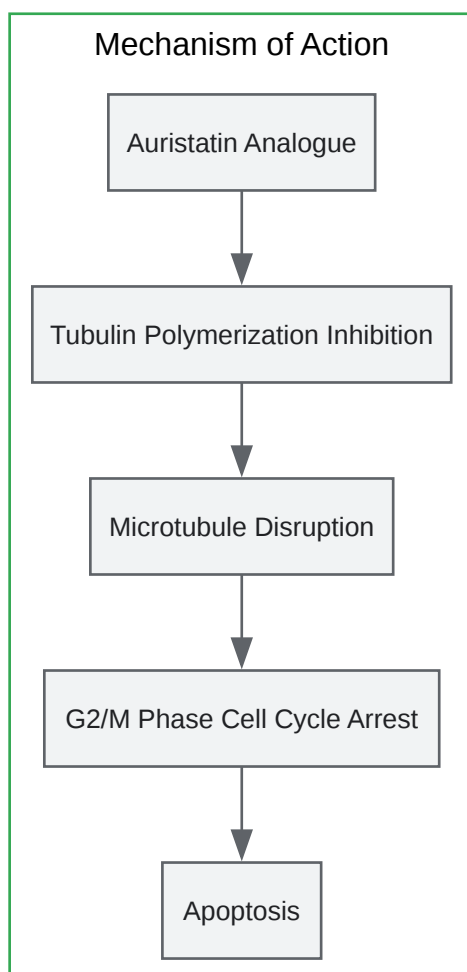 Mechanism of Action
Auristatin Analogue
Tubulin Polymerization Inhibition
Microtubule Disruption
G2/M Phase Cell Cycle Arrest
Apoptosis